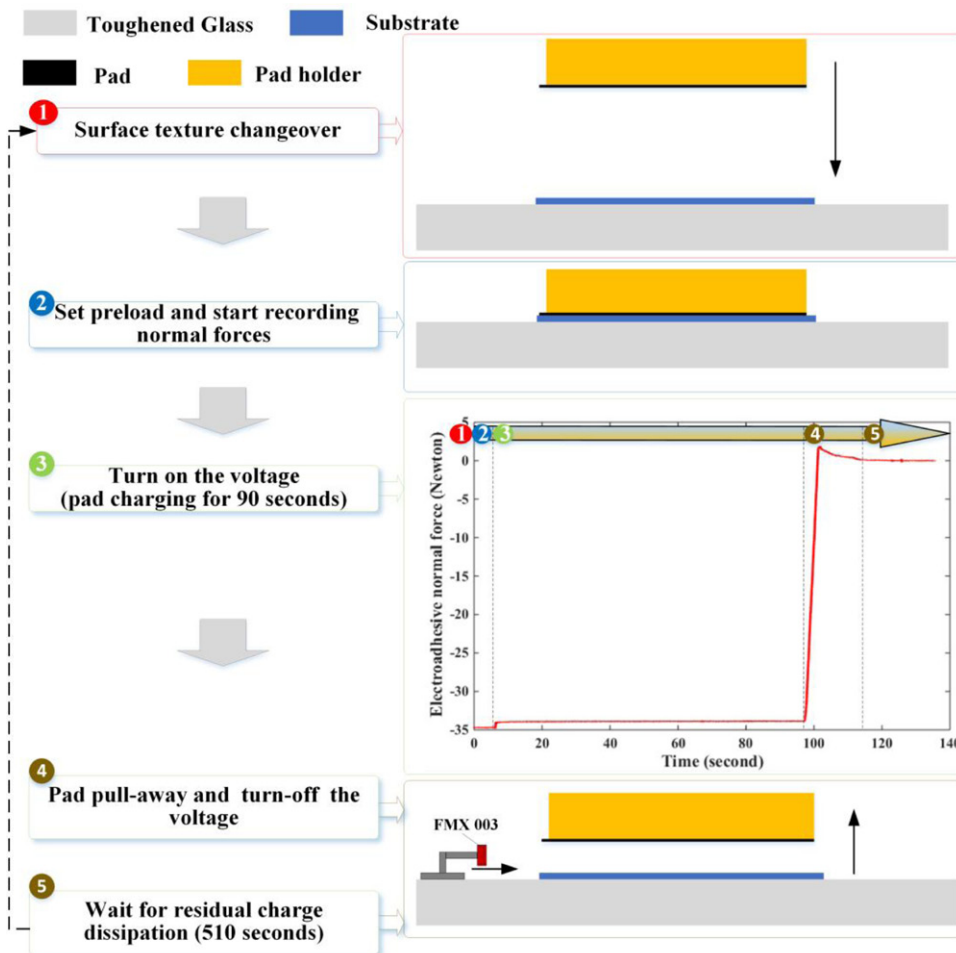 Toughened Glass
Substrate
Pad
Pad holder
1
Surface texture changeover
2
Set preload and start recording
normal forces
3
Turn on the voltage
(pad charging for 90 seconds)
Electroadhesive normal force (Newton)
5
0
-5
-10
-15
-20
-25
-30
-35
1
2
3
4
5
0
20
40
60
80
100
120
140
Time (second)
4
Pad pull-away and turn-off the
voltage
FMX 003
5
Wait for residual charge
dissipation (510 seconds)